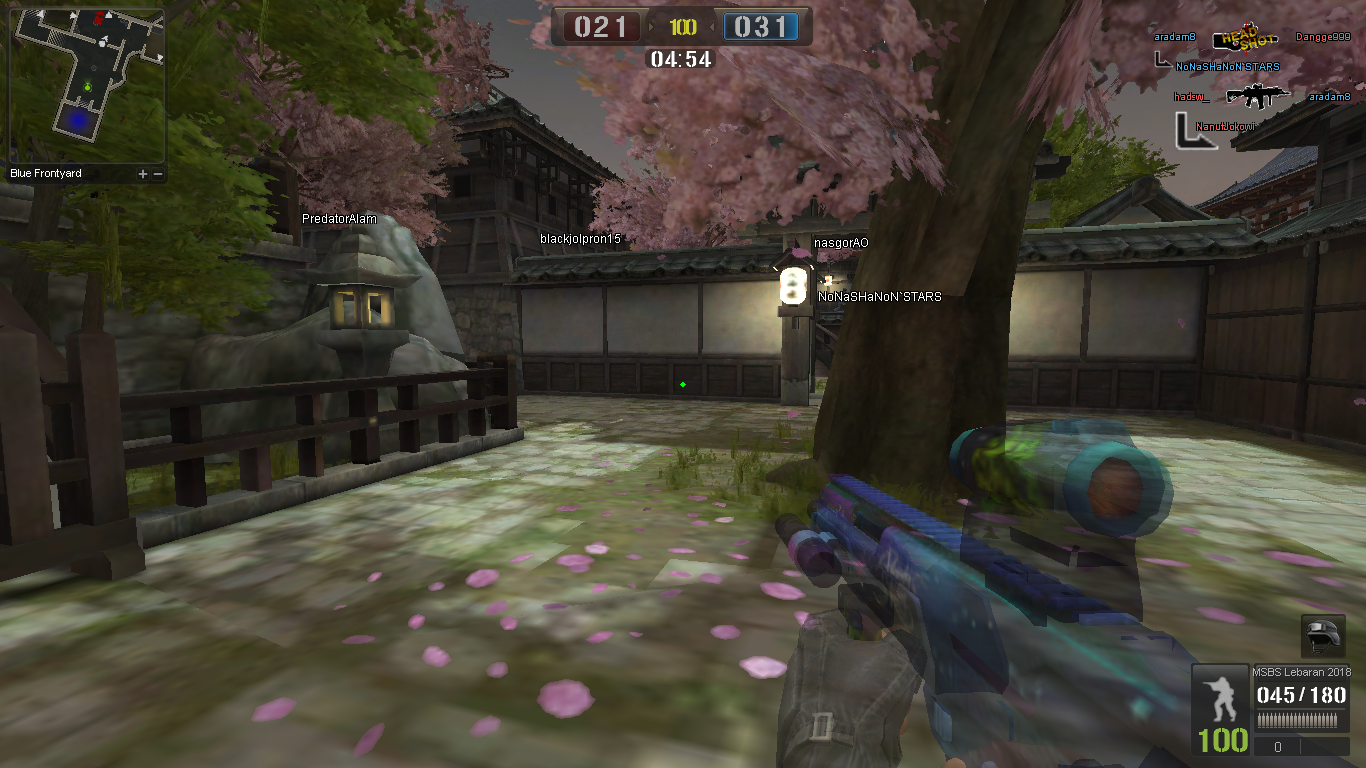 021 100 031
04:54
aradam8 HEAD SHOT Dangge999
NoNaSHaNoN`STARS
hadsw_ aradam8
NanutJokowi
Blue Frontyard + −
PredatorAlam
blackjolpron15
nasgorAO
NoNaSHaNoN`STARS
MSBS Lebaran 2018
045/180
100
0